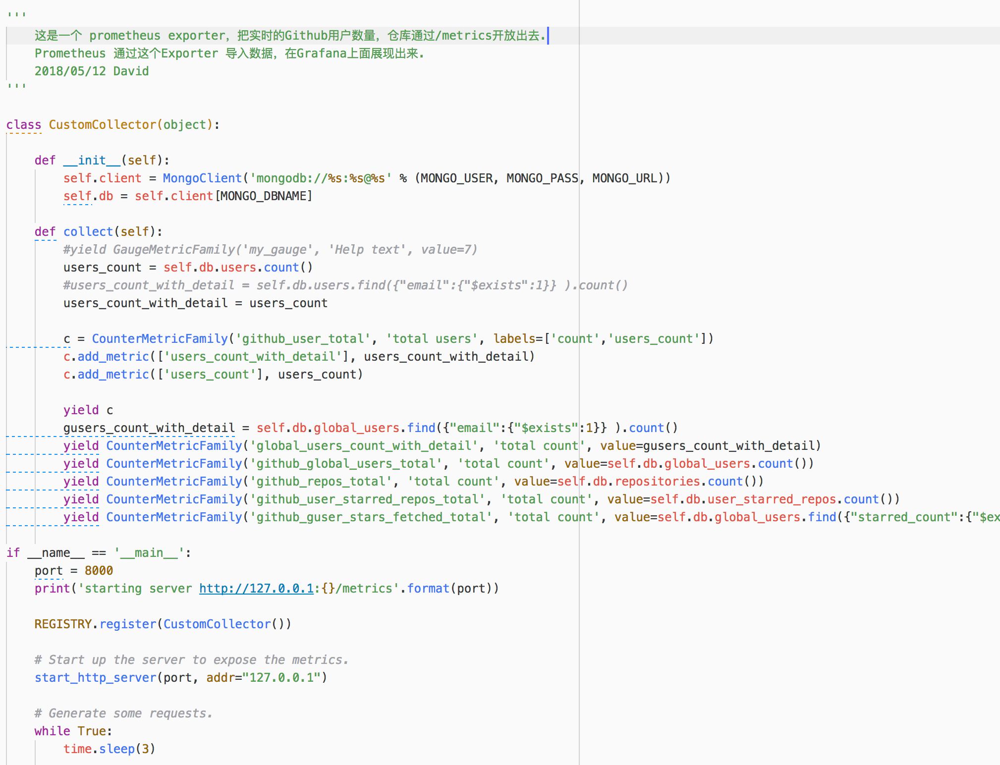 '''
    这是一个 prometheus exporter，把实时的Github用户数量，仓库通过/metrics开放出去.
    Prometheus 通过这个Exporter 导入数据，在Grafana上面展现出来.
    2018/05/12 David
'''
class CustomCollector(object):
    def __init__(self):
        self.client = MongoClient('mongodb://%s:%s@%s' % (MONGO_USER, MONGO_PASS, MONGO_URL))
        self.db = self.client[MONGO_DBNAME]
    def collect(self):
        #yield GaugeMetricFamily('my_gauge', 'Help text', value=7)
        users_count = self.db.users.count()
        #users_count_with_detail = self.db.users.find({"email":{"$exists":1}} ).count()
        users_count_with_detail = users_count
        c = CounterMetricFamily('github_user_total', 'total users', labels=['count','users_count'])
        c.add_metric(['users_count_with_detail'], users_count_with_detail)
        c.add_metric(['users_count'], users_count)
        yield c
        gusers_count_with_detail = self.db.global_users.find({"email":{"$exists":1}} ).count()
        yield CounterMetricFamily('global_users_count_with_detail', 'total count', value=gusers_count_with_detail)
        yield CounterMetricFamily('github_global_users_total', 'total count', value=self.db.global_users.count())
        yield CounterMetricFamily('github_repos_total', 'total count', value=self.db.repositories.count())
        yield CounterMetricFamily('github_user_starred_repos_total', 'total count', value=self.db.user_starred_repos.count())
        yield CounterMetricFamily('github_guser_stars_fetched_total', 'total count', value=self.db.global_users.find({"starred_count":{"$ex
if __name__ == '__main__':
    port = 8000
    print('starting server http://127.0.0.1:{}/metrics'.format(port))
    REGISTRY.register(CustomCollector())
    # Start up the server to expose the metrics.
    start_http_server(port, addr="127.0.0.1")
    # Generate some requests.
    while True:
        time.sleep(3)